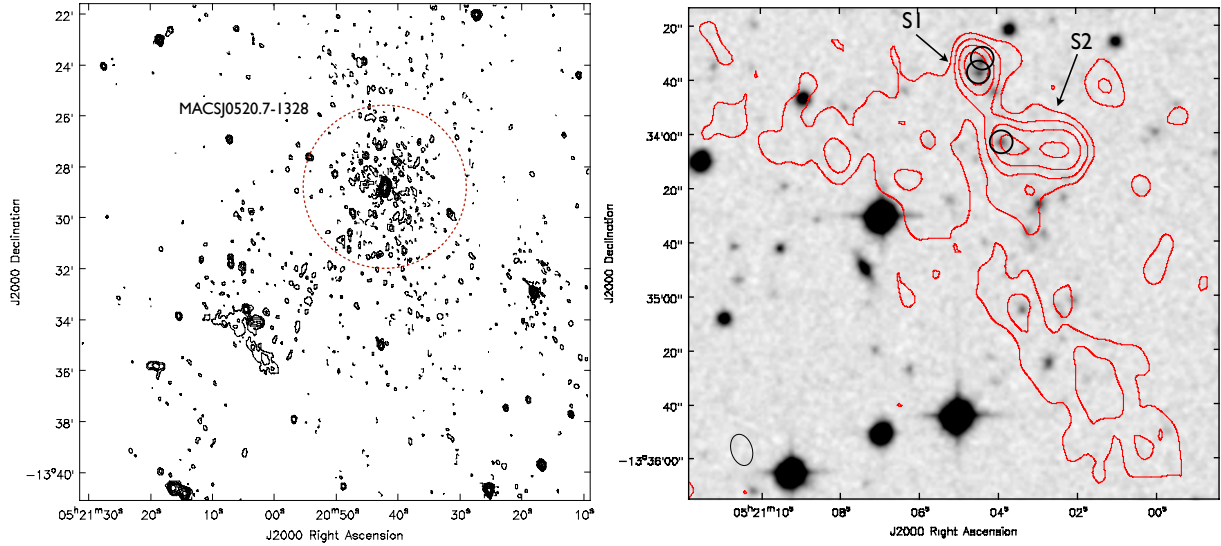 22'
24'
MACSJ0520.7-1328
26'
28'
30'
32'
34'
36'
38'
-13°40'
05ʰ21ᵐ30ˢ
20ˢ
10ˢ
00ˢ
20ᵐ50ˢ
40ˢ
30ˢ
20ˢ
10ˢ
J2000 Right Ascension
J2000 Declination
S1
S2
20"
40"
34'00"
20"
40"
35'00"
20"
40"
-13°36'00"
05ʰ21ᵐ10ˢ
08ˢ
06ˢ
04ˢ
02ˢ
00ˢ
J2000 Right Ascension
J2000 Declination